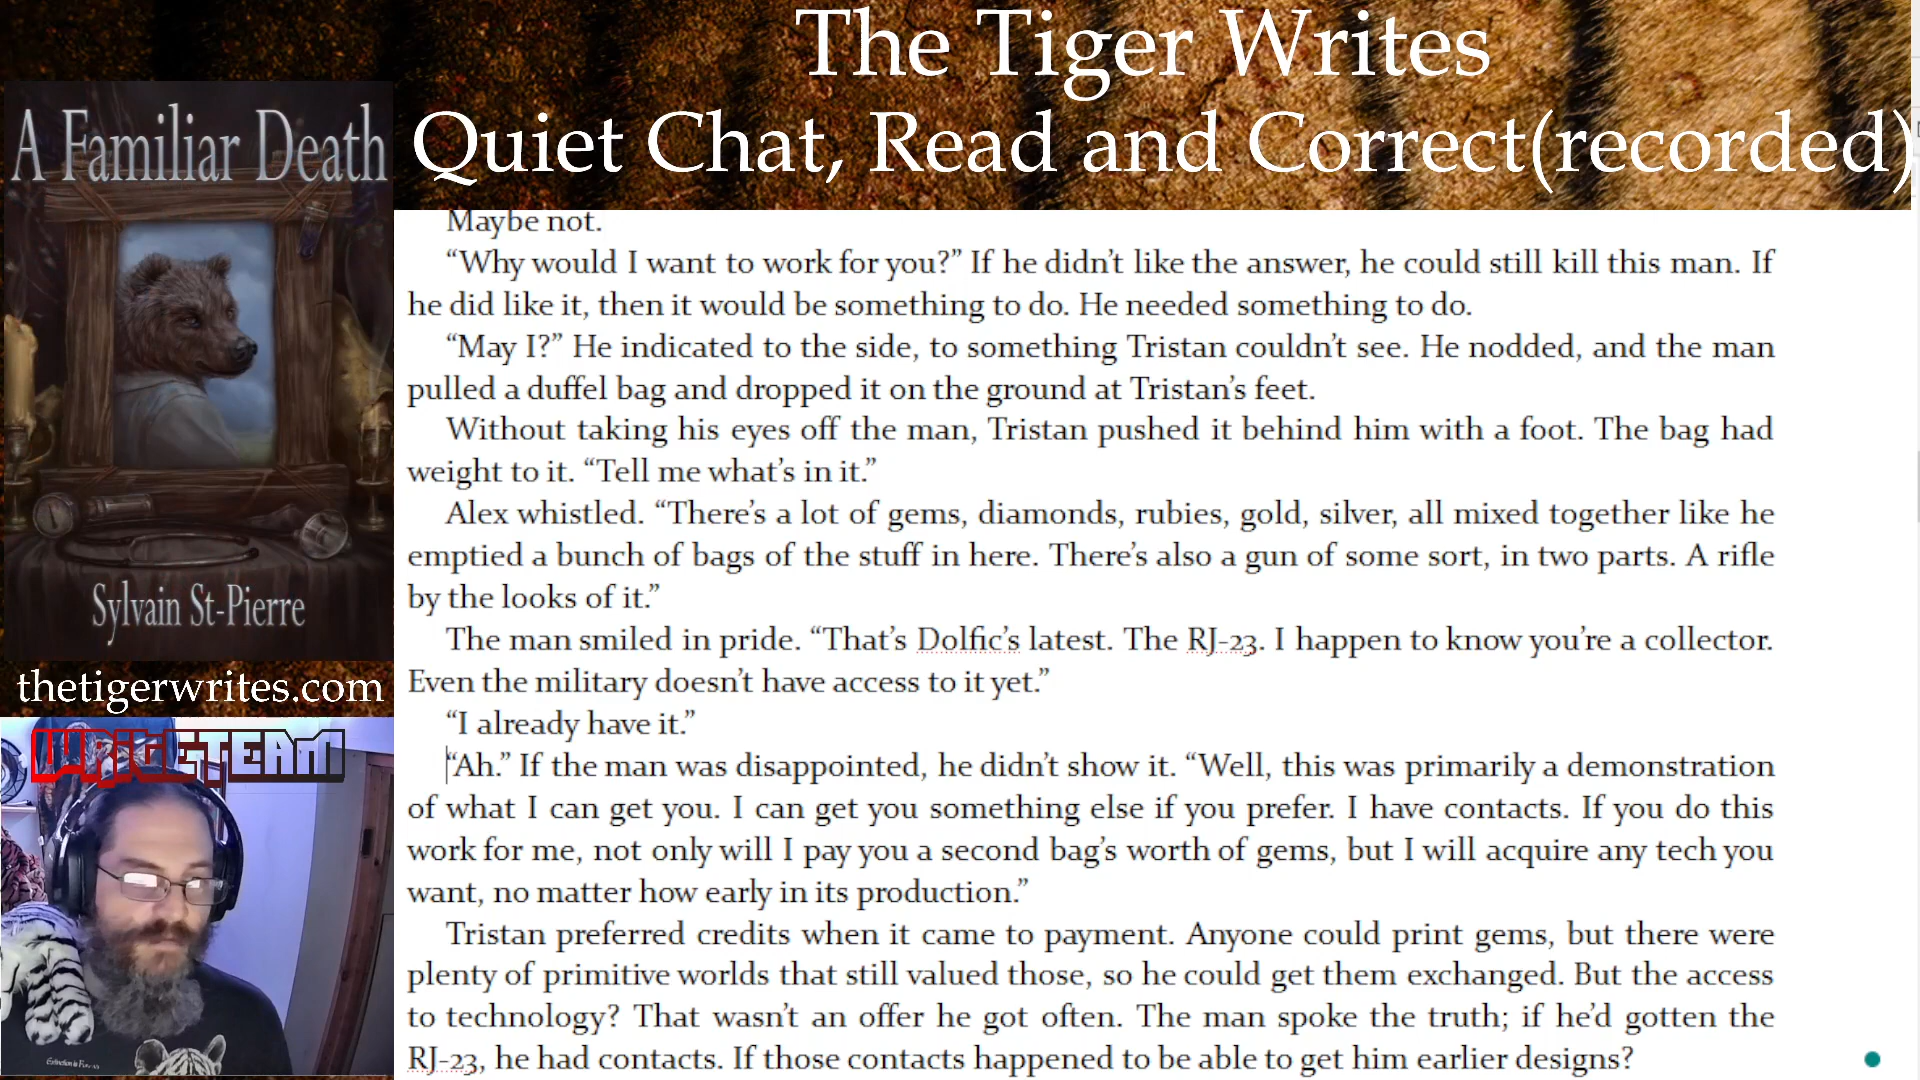 The Tiger Writes
Quiet Chat, Read and Correct(recorded)
A Familiar Death
Sylvain St-Pierre
thetigerwrites.com
WRITETEAM
Maybe not.
“Why would I want to work for you?” If he didn’t like the answer, he could still kill this man. If
he did like it, then it would be something to do. He needed something to do.
“May I?” He indicated to the side, to something Tristan couldn’t see. He nodded, and the man
pulled a duffel bag and dropped it on the ground at Tristan’s feet.
Without taking his eyes off the man, Tristan pushed it behind him with a foot. The bag had
weight to it. “Tell me what’s in it.”
Alex whistled. “There’s a lot of gems, diamonds, rubies, gold, silver, all mixed together like he
emptied a bunch of bags of the stuff in here. There’s also a gun of some sort, in two parts. A rifle
by the looks of it.”
The man smiled in pride. “That’s Dolfic’s latest. The RJ-23. I happen to know you’re a collector.
Even the military doesn’t have access to it yet.”
“I already have it.”
“Ah.” If the man was disappointed, he didn’t show it. “Well, this was primarily a demonstration
of what I can get you. I can get you something else if you prefer. I have contacts. If you do this
work for me, not only will I pay you a second bag’s worth of gems, but I will acquire any tech you
want, no matter how early in its production.”
Tristan preferred credits when it came to payment. Anyone could print gems, but there were
plenty of primitive worlds that still valued those, so he could get them exchanged. But the access
to technology? That wasn’t an offer he got often. The man spoke the truth; if he’d gotten the
RJ-23, he had contacts. If those contacts happened to be able to get him earlier designs?